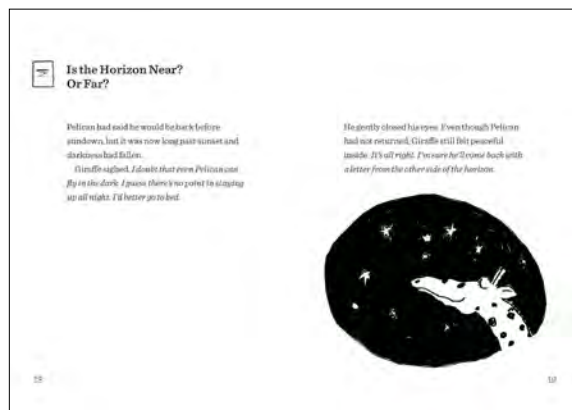 Is the Horizon Near?
Or Far?
Pelican had said he would be back before
sundown, but it was now long past sunset and
darkness had fallen.
Giraffe sighed. I doubt that even Pelican can
fly in the dark. I guess there's no point in staying
up all night. I'd better go to bed.
He gently closed his eyes. Even though Pelican
had not returned, Giraffe still felt peaceful
inside. It's all right. I'm sure he'll come back with
a letter from the other side of the horizon.